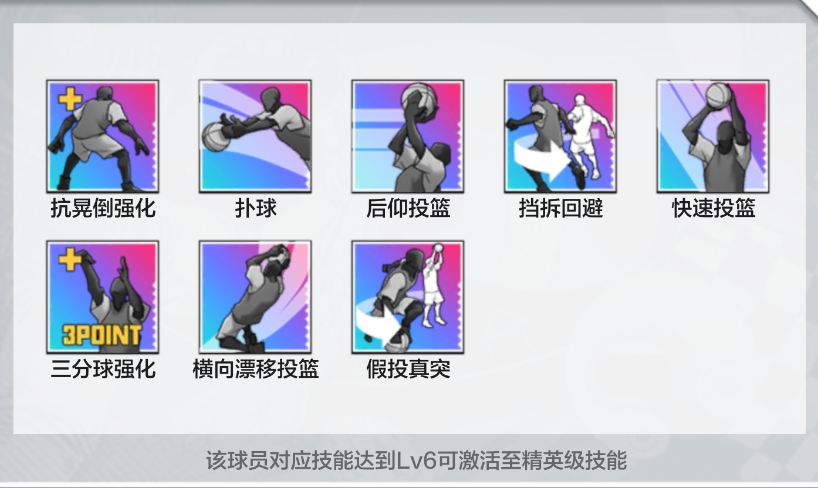 抗晃倒强化
扑球
后仰投篮
挡拆回避
快速投篮
3POINT
三分球强化
横向漂移投篮
假投真突
该球员对应技能达到Lv6可激活至精英级技能